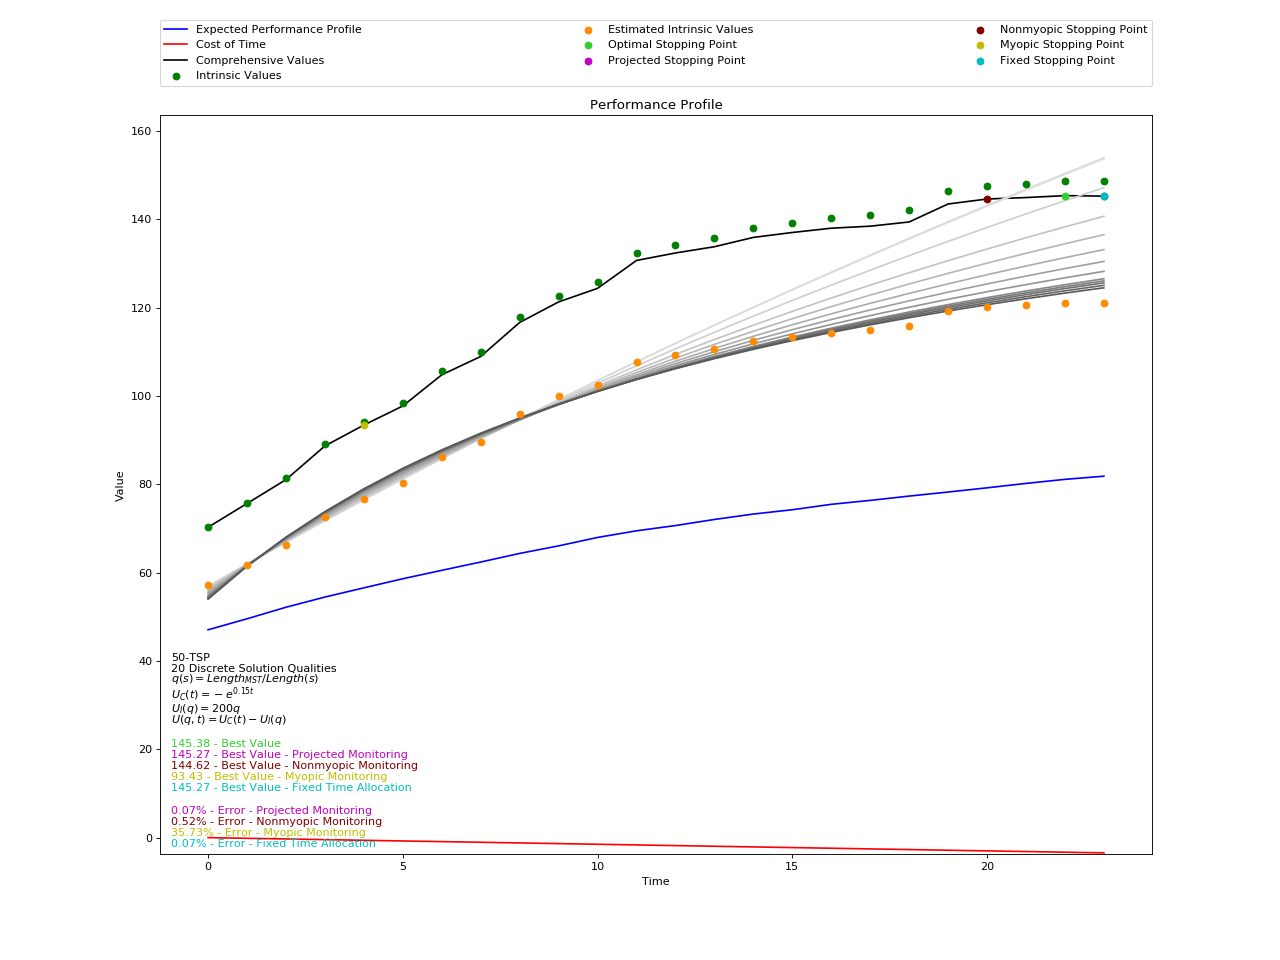 Expected Performance Profile
Cost of Time
Comprehensive Values
Intrinsic Values
Estimated Intrinsic Values
Optimal Stopping Point
Projected Stopping Point
Nonmyopic Stopping Point
Myopic Stopping Point
Fixed Stopping Point
Performance Profile
160
140
120
100
80
60
40
20
0
Value
50-TSP
20 Discrete Solution Qualities
q(s) = Length_{MST}/Length(s)
U_C(t) = −e^{0.15t}
U_I(q) = 200q
U(q, t) = U_C(t) − U_I(q)
145.38 - Best Value
145.27 - Best Value - Projected Monitoring
144.62 - Best Value - Nonmyopic Monitoring
93.43 - Best Value - Myopic Monitoring
145.27 - Best Value - Fixed Time Allocation
0.07% - Error - Projected Monitoring
0.52% - Error - Nonmyopic Monitoring
35.73% - Error - Myopic Monitoring
0.07% - Error - Fixed Time Allocation
0 5 10 15 20
Time